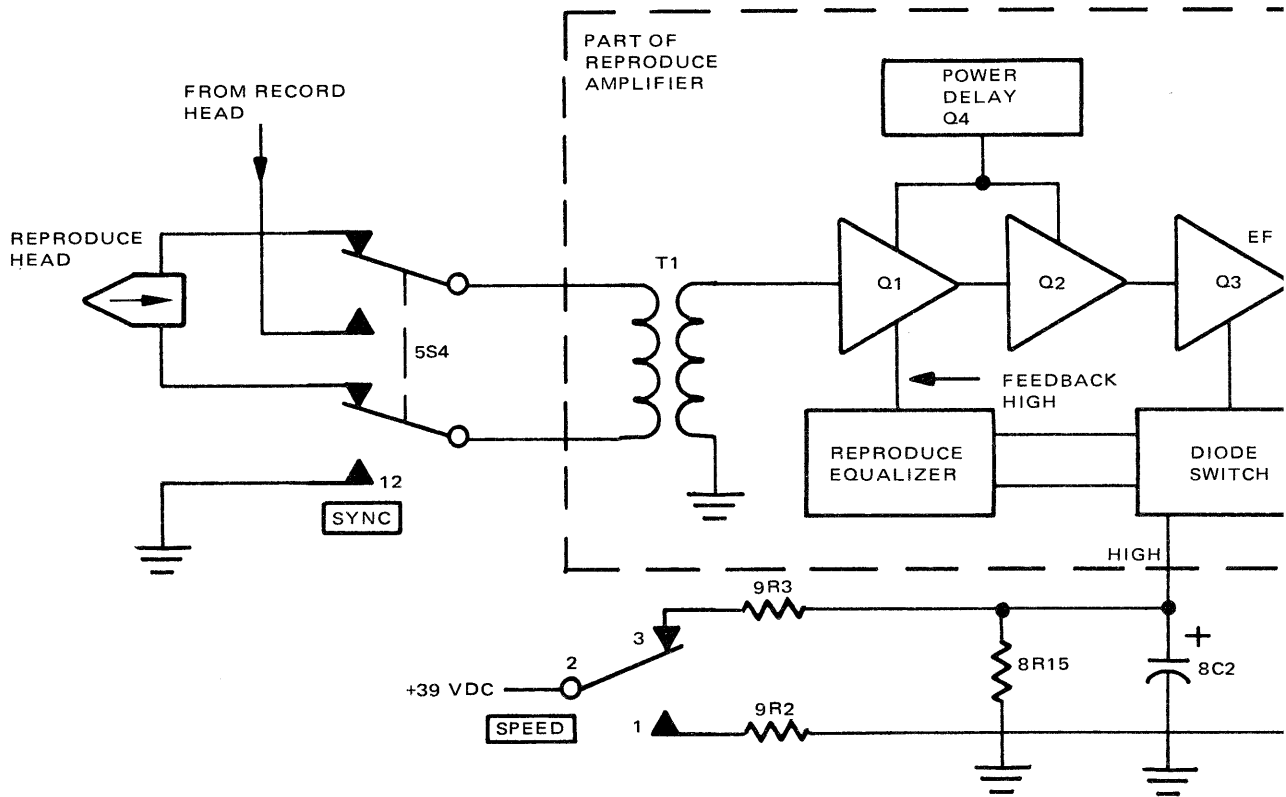 PART OF
REPRODUCE
AMPLIFIER
POWER
DELAY
Q4
FROM RECORD
HEAD
REPRODUCE
HEAD
T1
Q1
Q2
Q3
EF
5S4
FEEDBACK
HIGH
REPRODUCE
EQUALIZER
DIODE
SWITCH
12
SYNC
HIGH
9R3
3
2
+39 VDC
SPEED
1
9R2
8R15
+
8C2